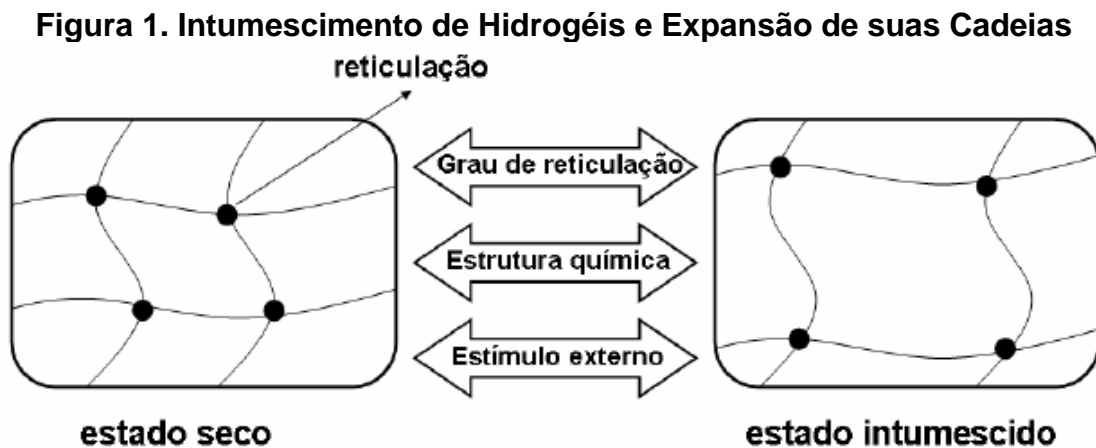 Figura 1. Intumescimento de Hidrogéis e Expansão de suas Cadeias
reticulação
Grau de reticulação
Estrutura química
Estímulo externo
estado seco
estado intumescido